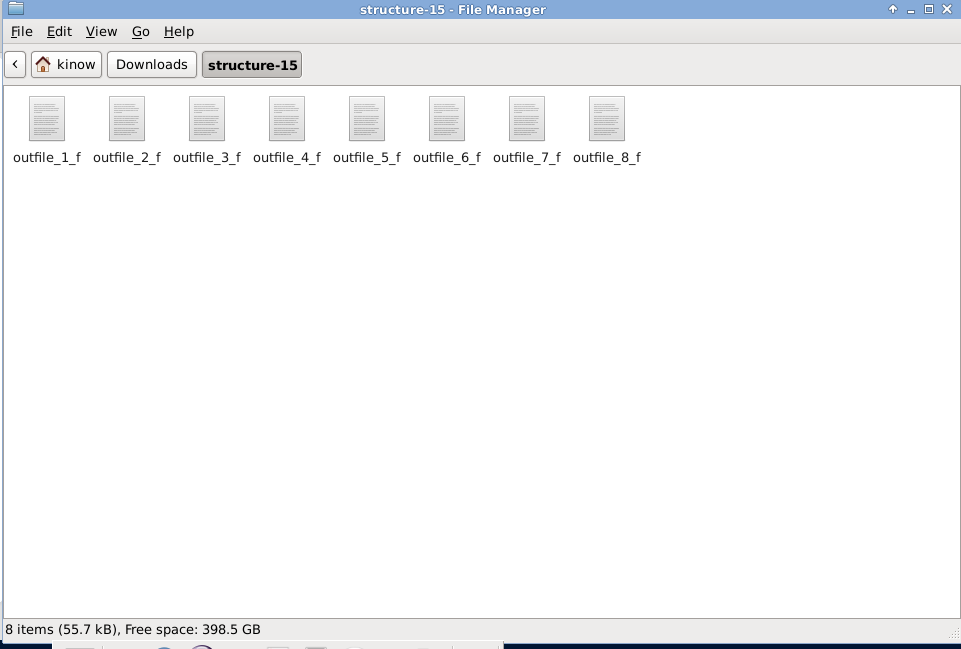 structure-15 - File Manager
File Edit View Go Help
kinow Downloads structure-15
outfile_1_f outfile_2_f outfile_3_f outfile_4_f outfile_5_f outfile_6_f outfile_7_f outfile_8_f
8 items (55.7 kB), Free space: 398.5 GB